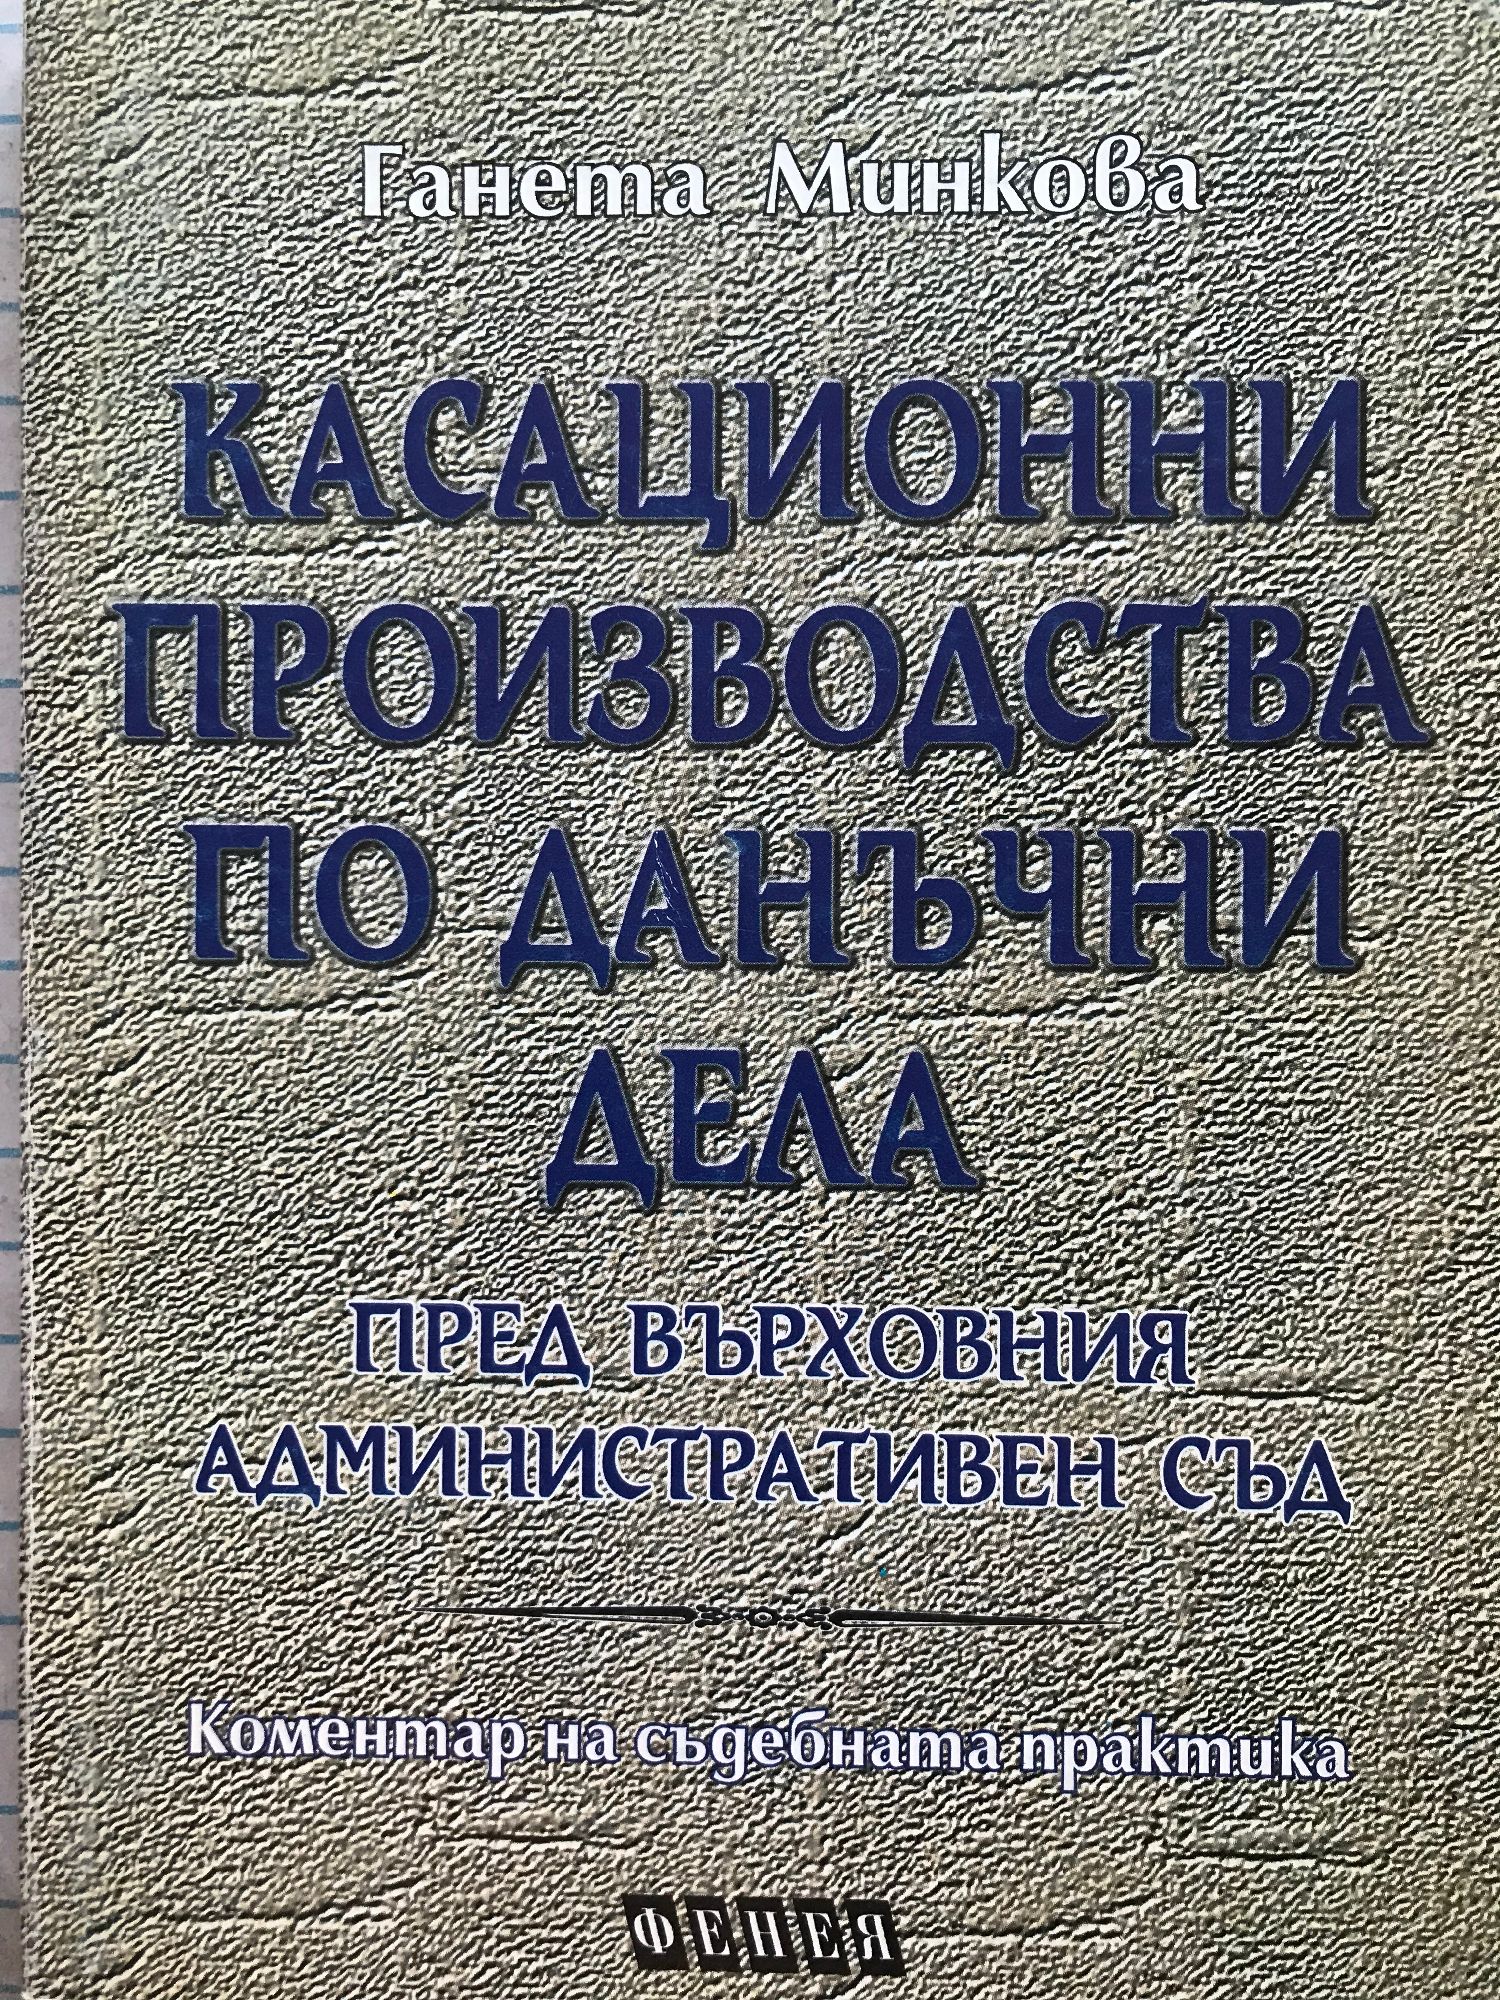 Ганета Минкова
КАСАЦИОННИ
ПРОИЗВОДСТВА
ПО ДАНЪЧНИ
ДЕЛА
ПРЕД ВЪРХОВНИЯ
АДМИНИСТРАТИВЕН СЪД
Коментар на съдебната практика
ФЕНЕЯ